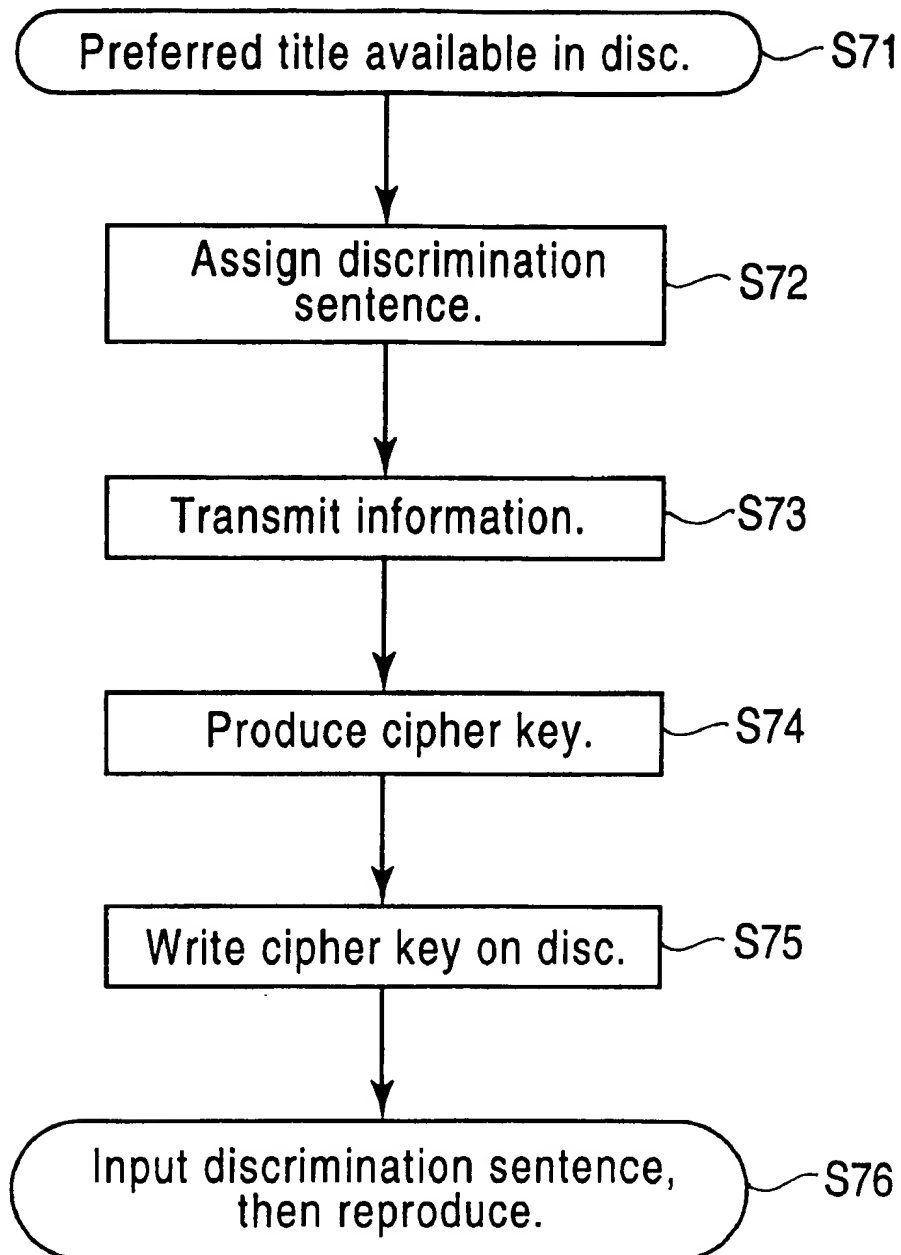 Preferred title available in disc. S71
Assign discrimination
sentence.
S72
Transmit information. S73
Produce cipher key. S74
Write cipher key on disc. S75
Input discrimination sentence,
then reproduce.
S76